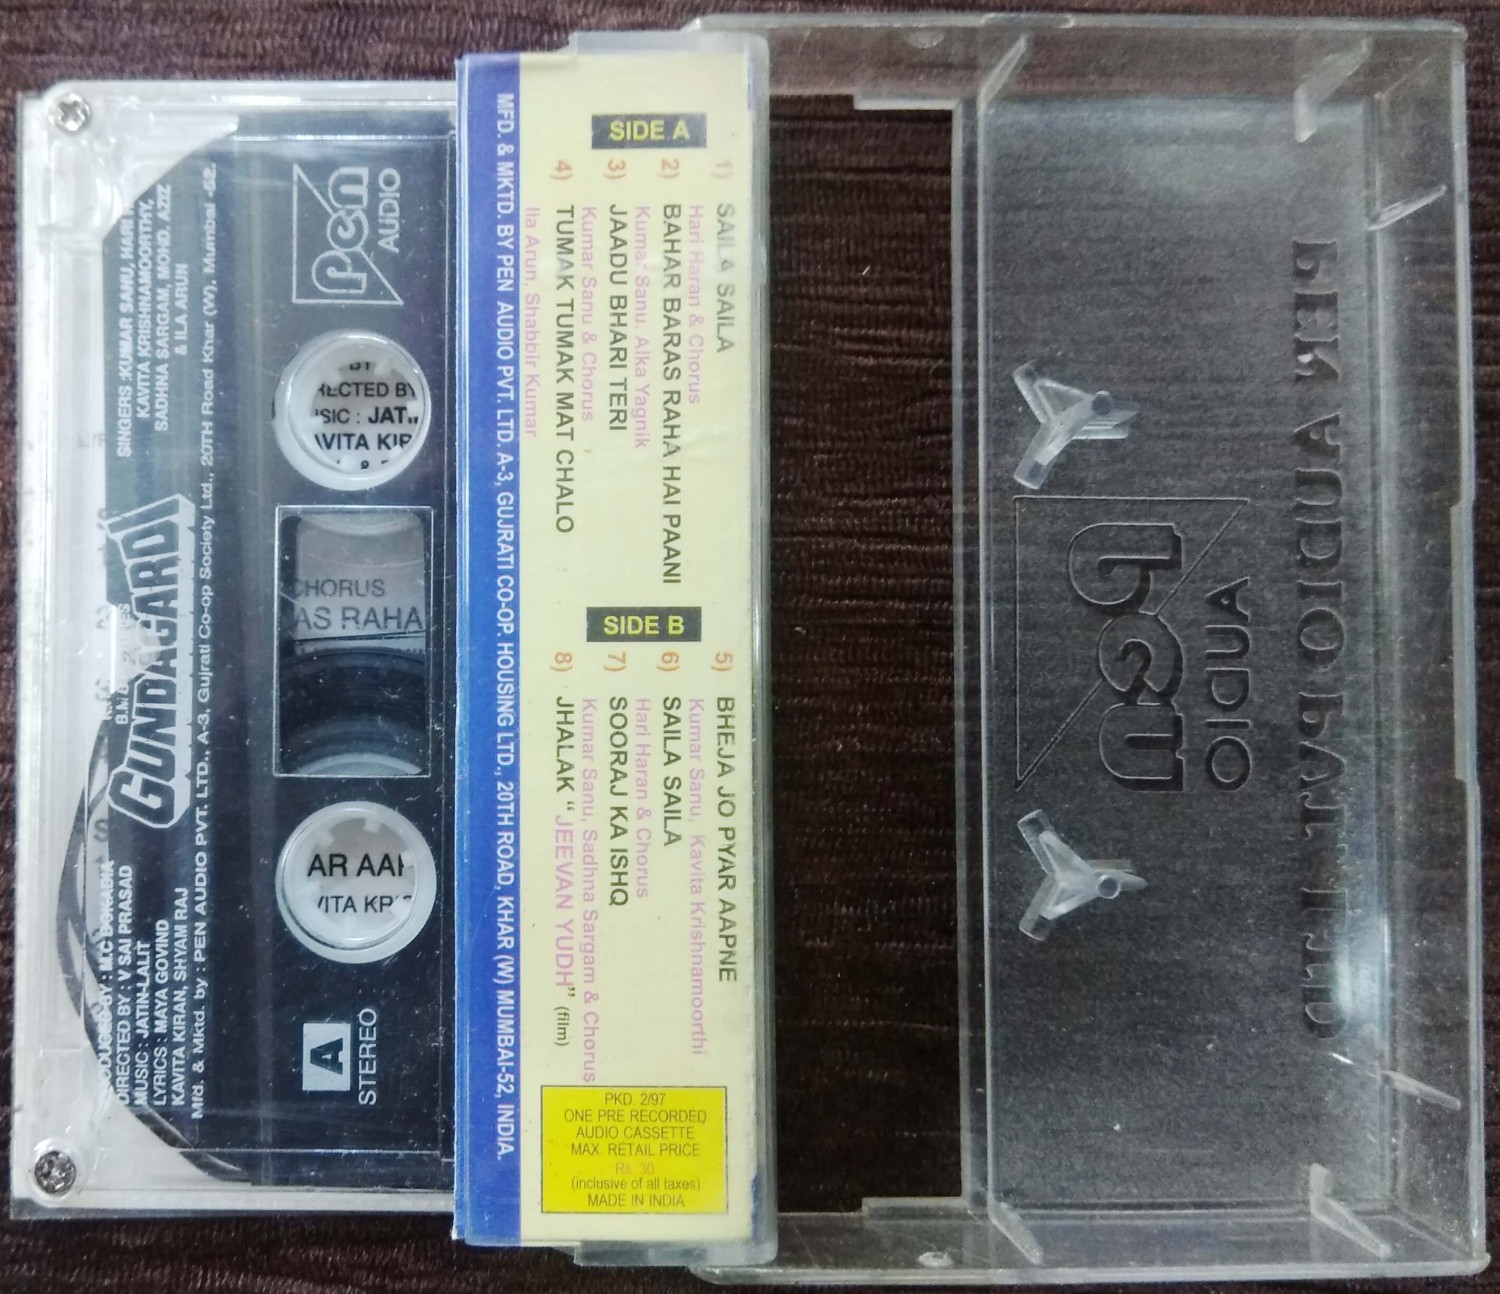 Pen
AUDIO
SINGERS : KUMAR SANU, HARI
KAVITA KRISHNAMOORTHY,
SADHNA SARGAM, MOHD. AZIZ
& ILA ARUN
GUNDAGARDI
DIRECTED BY : V SAI PRASAD
MUSIC : JATIN-LALIT
LYRICS : MAYA GOVIND
KAVITA KIRAN, SHYAM RAJ
Mfd. & Mktd. by : PEN AUDIO PVT. LTD., A-3, Gujrati Co-op Society Ltd., 20TH Road Khar (W), Mumbai -52.
A
STEREO
CHORUS
AS RAHA
SIDE A
1) SAILA SAILA
Hari Haran & Chorus
2) BAHAR BARAS RAHA HAI PAANI
Kumar Sanu, Alka Yagnik
3) JAADU BHARI TERI
Kumar Sanu & Chorus
4) TUMAK TUMAK MAT CHALO
Ila Arun, Shabbir Kumar
SIDE B
5) BHEJA JO PYAR AAPNE
Kumar Sanu, Kavita Krishnamoorthi
6) SAILA SAILA
Hari Haran & Chorus
7) SOORAJ KA ISHQ
Kumar Sanu, Sadhna Sargam & Chorus
8) JHALAK “ JEEVAN YUDH” (film)
PKD. 2/97
ONE PRE RECORDED
AUDIO CASSETTE
MAX. RETAIL PRICE
Rs. 30
(inclusive of all taxes)
MADE IN INDIA
MFD. & MKTD. BY PEN AUDIO PVT. LTD. A-3, GUJRATI CO-OP. HOUSING LTD., 20TH ROAD, KHAR (W) MUMBAI-52, INDIA.
Pen
AUDIO
PEN AUDIO PVT. LTD